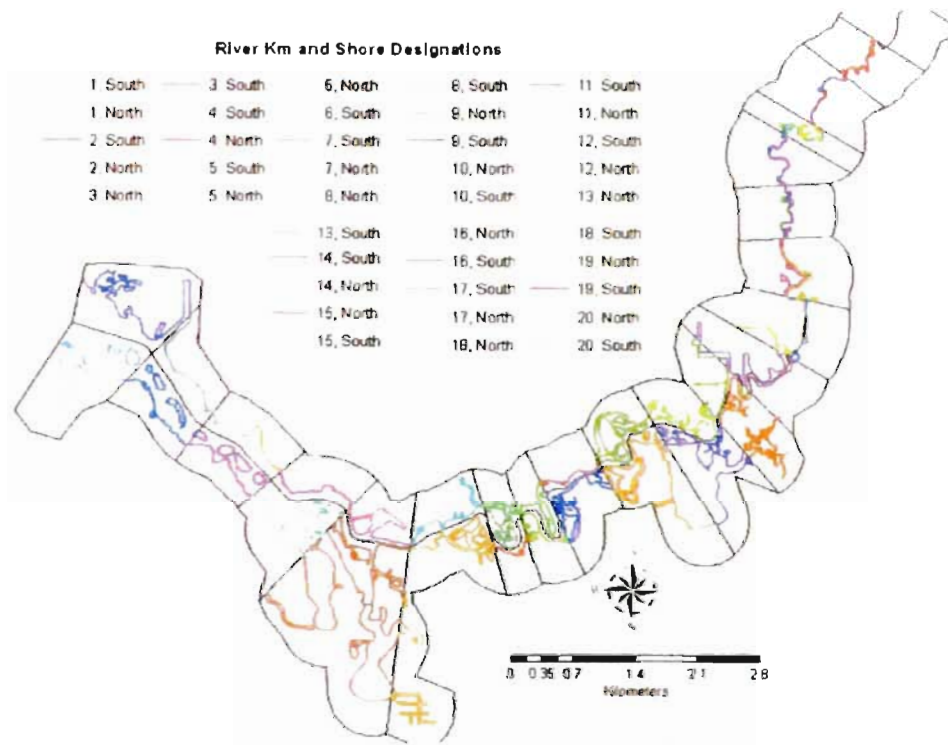 River Km and Shore Designations
1, South 3 South 6, North 8, South 11 South
1 North 4 South 6, South 9, North 11, North
2 South 4 North 7, South 9, South 12 South
2, North 5 South 7, North 10, North 12, North
3 North 5 North 8, North 10, South 13 North
13, South 16, North 18 South
14, South 16, South 19 North
14, North 17, South 19, South
15, North 17, North 20 North
15, South 18, North 20 South
0 0.35 0.7 1.4 2.1 2.8
Kilometers